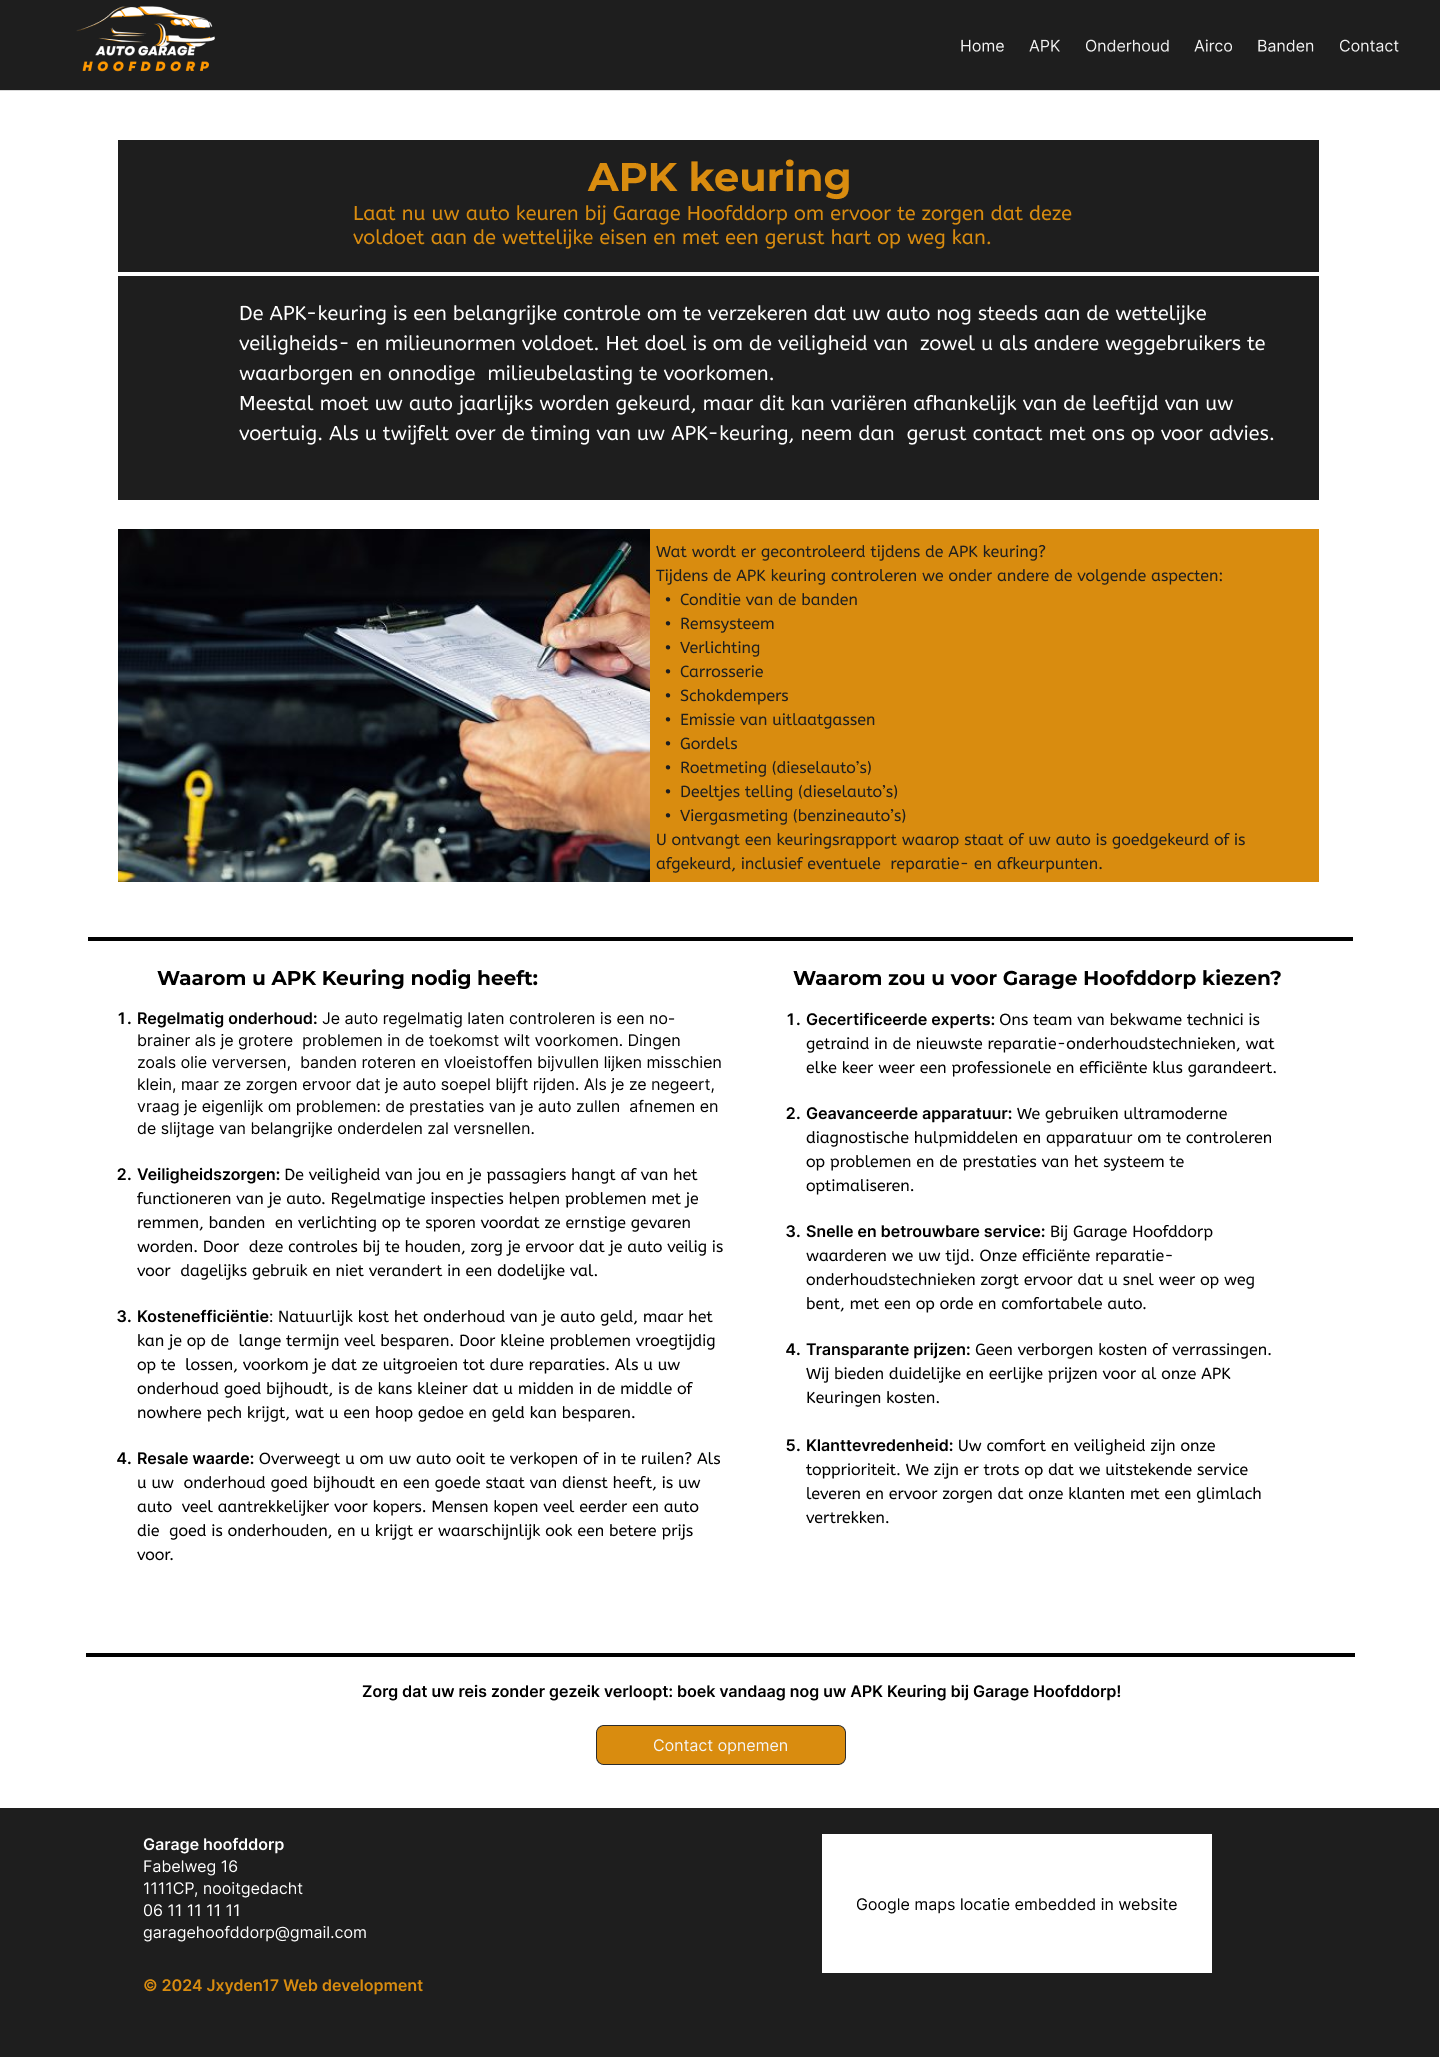 AUTO GARAGE
HOOFDDORP
Home APK Onderhoud Airco Banden Contact
APK keuring
Laat nu uw auto keuren bij Garage Hoofddorp om ervoor te zorgen dat deze
voldoet aan de wettelijke eisen en met een gerust hart op weg kan.
De APK-keuring is een belangrijke controle om te verzekeren dat uw auto nog steeds aan de wettelijke
veiligheids- en milieunormen voldoet. Het doel is om de veiligheid van  zowel u als andere weggebruikers te
waarborgen en onnodige  milieubelasting te voorkomen.
Meestal moet uw auto jaarlijks worden gekeurd, maar dit kan variëren afhankelijk van de leeftijd van uw
voertuig. Als u twijfelt over de timing van uw APK-keuring, neem dan  gerust contact met ons op voor advies.
Wat wordt er gecontroleerd tijdens de APK keuring?
Tijdens de APK keuring controleren we onder andere de volgende aspecten:
• Conditie van de banden
• Remsysteem
• Verlichting
• Carrosserie
• Schokdempers
• Emissie van uitlaatgassen
• Gordels
• Roetmeting (dieselauto’s)
• Deeltjes telling (dieselauto’s)
• Viergasmeting (benzineauto’s)
U ontvangt een keuringsrapport waarop staat of uw auto is goedgekeurd of is
afgekeurd, inclusief eventuele  reparatie- en afkeurpunten.
Waarom u APK Keuring nodig heeft:
1. Regelmatig onderhoud: Je auto regelmatig laten controleren is een no-
brainer als je grotere  problemen in de toekomst wilt voorkomen. Dingen
zoals olie verversen,  banden roteren en vloeistoffen bijvullen lijken misschien
klein, maar ze zorgen ervoor dat je auto soepel blijft rijden. Als je ze negeert,
vraag je eigenlijk om problemen: de prestaties van je auto zullen  afnemen en
de slijtage van belangrijke onderdelen zal versnellen.
2. Veiligheidszorgen: De veiligheid van jou en je passagiers hangt af van het
functioneren van je auto. Regelmatige inspecties helpen problemen met je
remmen, banden  en verlichting op te sporen voordat ze ernstige gevaren
worden. Door  deze controles bij te houden, zorg je ervoor dat je auto veilig is
voor  dagelijks gebruik en niet verandert in een dodelijke val.
3. Kostenefficiëntie: Natuurlijk kost het onderhoud van je auto geld, maar het
kan je op de  lange termijn veel besparen. Door kleine problemen vroegtijdig
op te  lossen, voorkom je dat ze uitgroeien tot dure reparaties. Als u uw
onderhoud goed bijhoudt, is de kans kleiner dat u midden in de middle of
nowhere pech krijgt, wat u een hoop gedoe en geld kan besparen.
4. Resale waarde: Overweegt u om uw auto ooit te verkopen of in te ruilen? Als
u uw  onderhoud goed bijhoudt en een goede staat van dienst heeft, is uw
auto  veel aantrekkelijker voor kopers. Mensen kopen veel eerder een auto
die  goed is onderhouden, en u krijgt er waarschijnlijk ook een betere prijs
voor.
Waarom zou u voor Garage Hoofddorp kiezen?
1. Gecertificeerde experts: Ons team van bekwame technici is
getraind in de nieuwste reparatie-onderhoudstechnieken, wat
elke keer weer een professionele en efficiënte klus garandeert.
2. Geavanceerde apparatuur: We gebruiken ultramoderne
diagnostische hulpmiddelen en apparatuur om te controleren
op problemen en de prestaties van het systeem te
optimaliseren.
3. Snelle en betrouwbare service: Bij Garage Hoofddorp
waarderen we uw tijd. Onze efficiënte reparatie-
onderhoudstechnieken zorgt ervoor dat u snel weer op weg
bent, met een op orde en comfortabele auto.
4. Transparante prijzen: Geen verborgen kosten of verrassingen.
Wij bieden duidelijke en eerlijke prijzen voor al onze APK
Keuringen kosten.
5. Klanttevredenheid: Uw comfort en veiligheid zijn onze
topprioriteit. We zijn er trots op dat we uitstekende service
leveren en ervoor zorgen dat onze klanten met een glimlach
vertrekken.
Zorg dat uw reis zonder gezeik verloopt: boek vandaag nog uw APK Keuring bij Garage Hoofddorp!
Contact opnemen
Garage hoofddorp
Fabelweg 16
1111CP, nooitgedacht
06 11 11 11 11
garagehoofddorp@gmail.com
© 2024 Jxyden17 Web development
Google maps locatie embedded in website